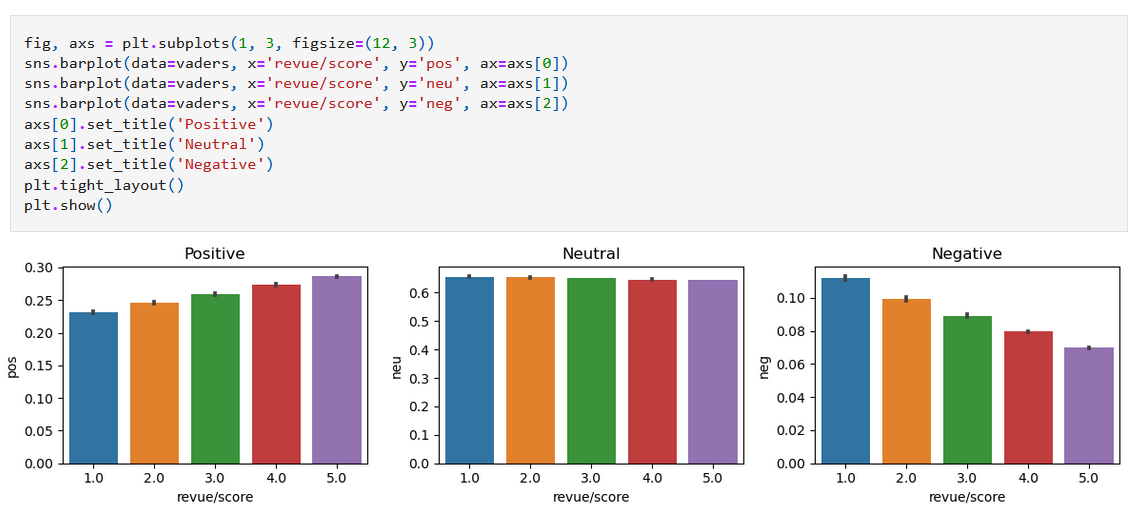 fig, axs = plt.subplots(1, 3, figsize=(12, 3))
sns.barplot(data=vaders, x='revue/score', y='pos', ax=axs[0])
sns.barplot(data=vaders, x='revue/score', y='neu', ax=axs[1])
sns.barplot(data=vaders, x='revue/score', y='neg', ax=axs[2])
axs[0].set_title('Positive')
axs[1].set_title('Neutral')
axs[2].set_title('Negative')
plt.tight_layout()
plt.show()
Positive
0.30
0.25
0.20
0.15
0.10
0.05
0.00
pos
1.0 2.0 3.0 4.0 5.0
revue/score
Neutral
0.6
0.5
0.4
0.3
0.2
0.1
0.0
neu
1.0 2.0 3.0 4.0 5.0
revue/score
Negative
0.10
0.08
0.06
0.04
0.02
0.00
neg
1.0 2.0 3.0 4.0 5.0
revue/score